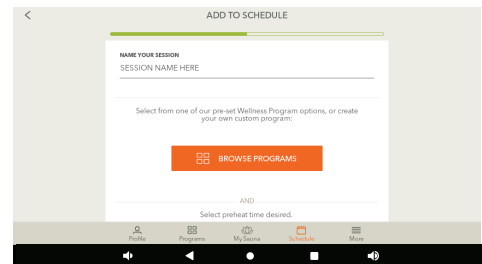 ADD TO SCHEDULE
NAME YOUR SESSION
SESSION NAME HERE
Select from one of our pre-set Wellness Program options, or create
your own custom program:
BROWSE PROGRAMS
AND
Select preheat time desired.
Profile
Programs
My Sauna
Schedule
More